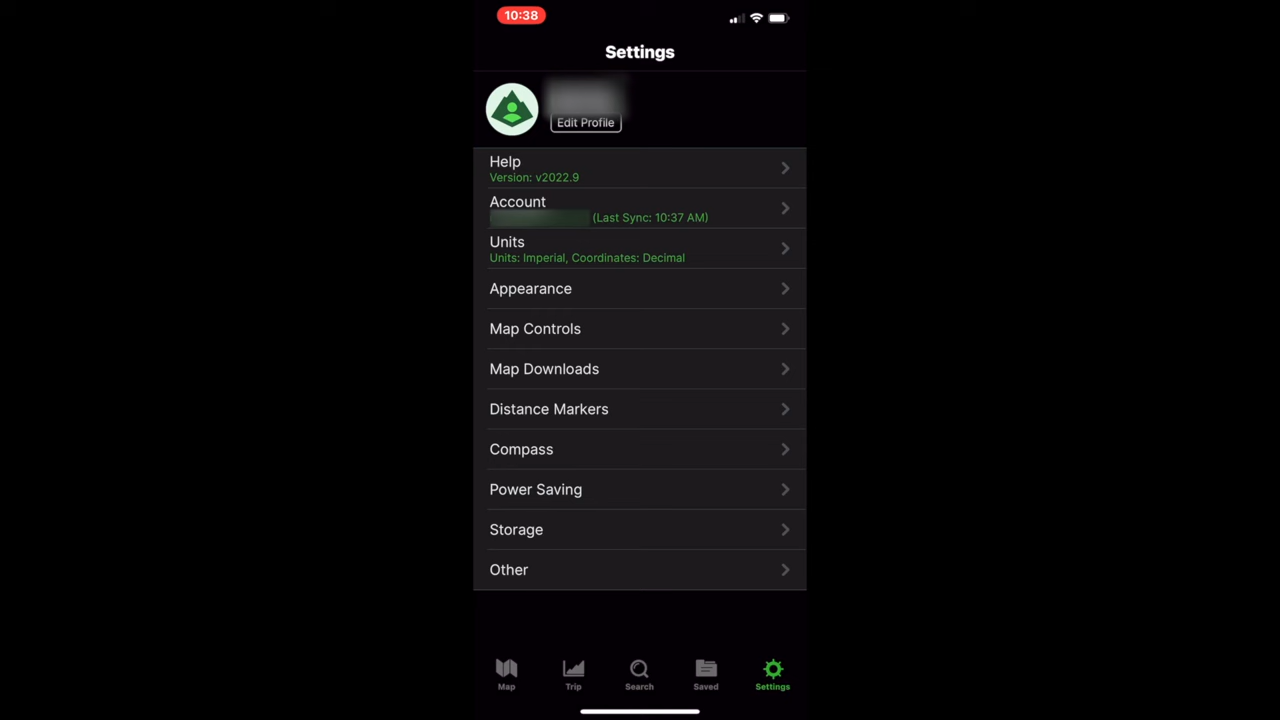 10:38
Settings
Edit Profile
Help
Version: v2022.9
Account
(Last Sync: 10:37 AM)
Units
Units: Imperial, Coordinates: Decimal
Appearance
Map Controls
Map Downloads
Distance Markers
Compass
Power Saving
Storage
Other
Map Trip Search Saved Settings